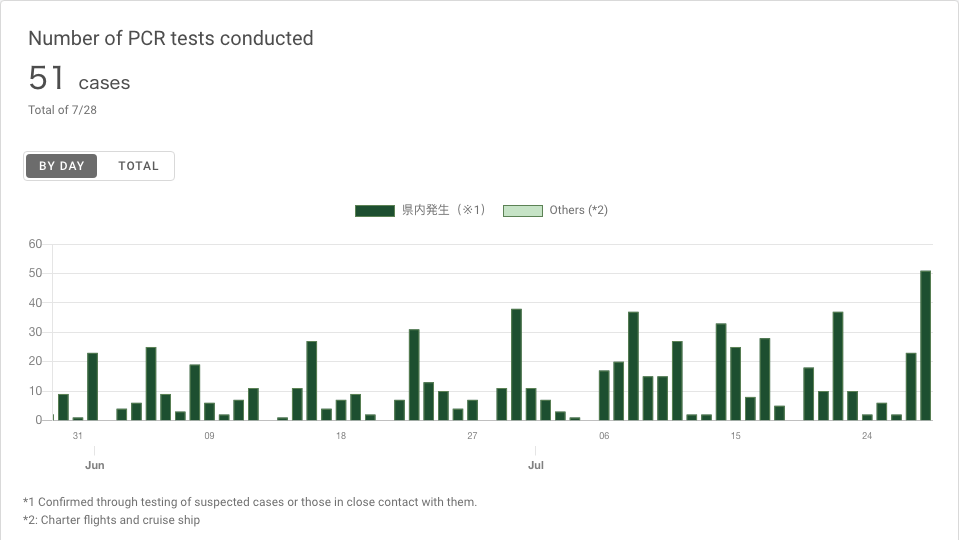 Number of PCR tests conducted
51 cases
Total of 7/28
BY DAY TOTAL
県内発生（※1） Others (*2)
60
50
40
30
20
10
0
31 09 18 27 06 15 24
Jun Jul
*1 Confirmed through testing of suspected cases or those in close contact with them.
*2: Charter flights and cruise ship